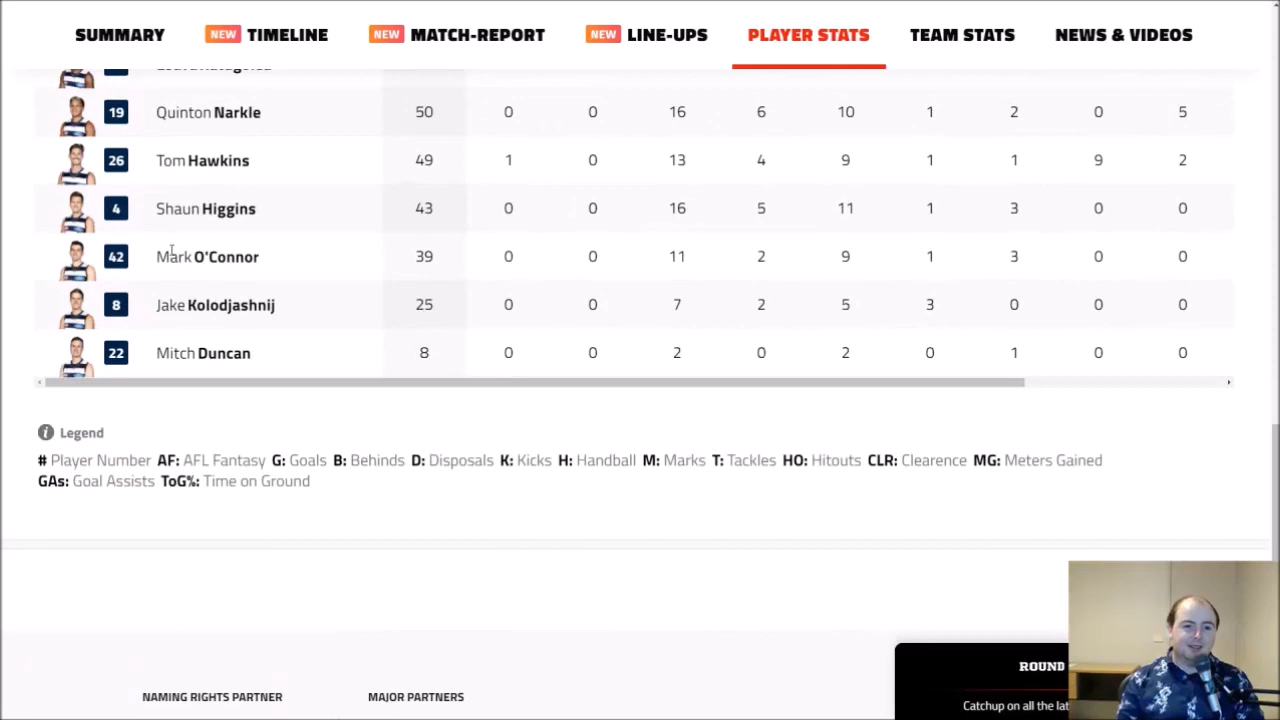 SUMMARY NEW TIMELINE NEW MATCH-REPORT NEW LINE-UPS PLAYER STATS TEAM STATS NEWS & VIDEOS
19 Quinton Narkle 50 0 0 16 6 10 1 2 0 5
26 Tom Hawkins 49 1 0 13 4 9 1 1 9 2
4 Shaun Higgins 43 0 0 16 5 11 1 3 0 0
42 Mark O'Connor 39 0 0 11 2 9 1 3 0 0
8 Jake Kolodjashnij 25 0 0 7 2 5 3 0 0 0
22 Mitch Duncan 8 0 0 2 0 2 0 1 0 0
i Legend
# Player Number AF: AFL Fantasy G: Goals B: Behinds D: Disposals K: Kicks H: Handball M: Marks T: Tackles HO: Hitouts CLR: Clearence MG: Meters Gained
GAs: Goal Assists ToG%: Time on Ground
ROUND
NAMING RIGHTS PARTNER MAJOR PARTNERS
Catchup on all the lat